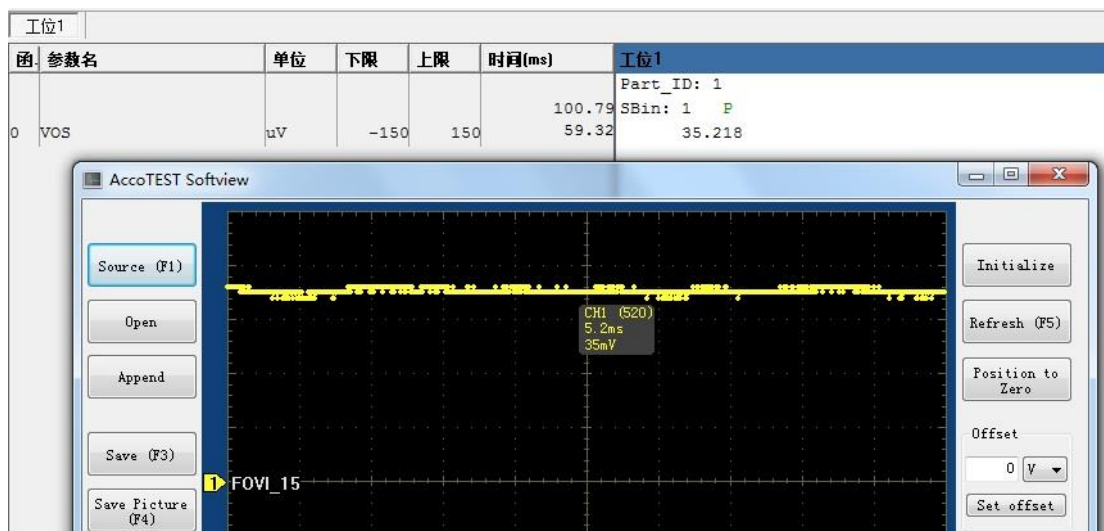 工位1
函. 参数名 单位 下限 上限 时间(ms) 工位1
Part_ID: 1
100.79 SBin: 1 P
0 VOS uV -150 150 59.32 35.218
AccoTEST Softview
Source (F1)
Open
Append
Save (F3)
Save Picture
(F4)
CH1 (520)
5.2ms
35mV
1 FOVI_15
Initialize
Refresh (F5)
Position to
Zero
Offset
0 V
Set offset